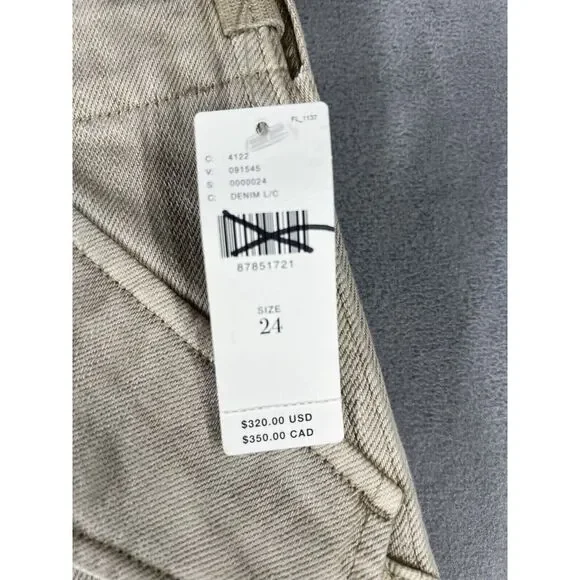 FL_1137
C: 4122
V: 091545
S: 0000024
C: DENIM L/C
87851721
SIZE
24
$320.00 USD
$350.00 CAD